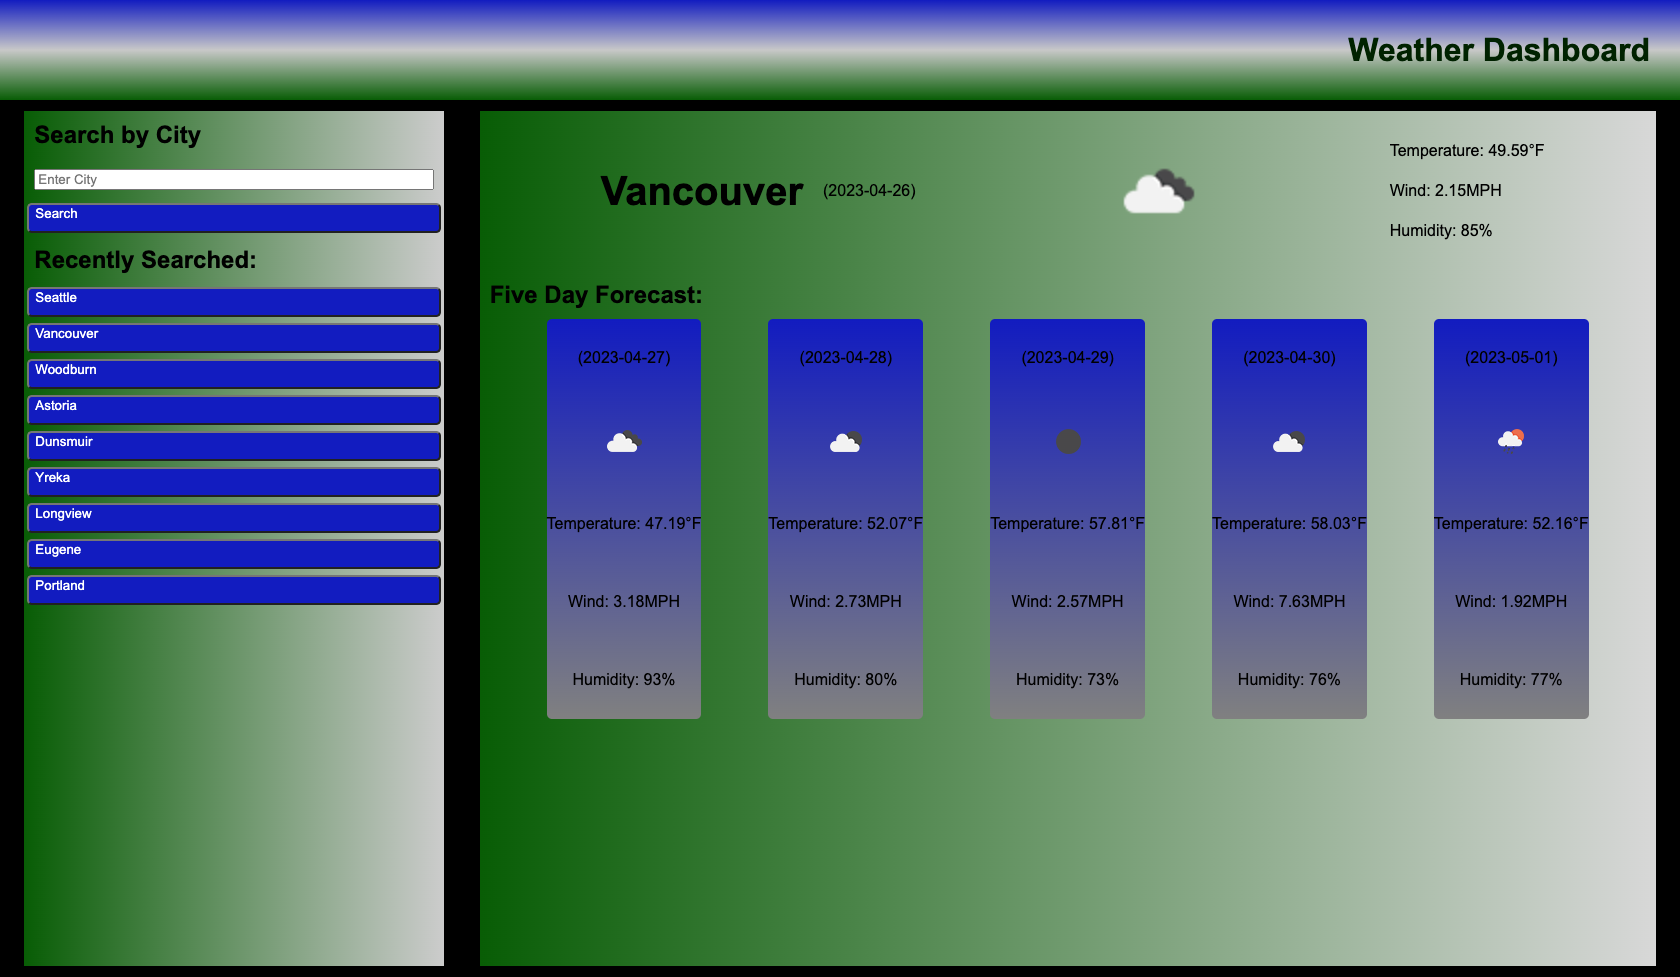 Weather Dashboard
Search by City
Enter City
Search
Recently Searched:
Seattle
Vancouver
Woodburn
Astoria
Dunsmuir
Yreka
Longview
Eugene
Portland
Vancouver (2023-04-26)
Temperature: 49.59°F
Wind: 2.15MPH
Humidity: 85%
Five Day Forecast:
(2023-04-27)
Temperature: 47.19°F
Wind: 3.18MPH
Humidity: 93%
(2023-04-28)
Temperature: 52.07°F
Wind: 2.73MPH
Humidity: 80%
(2023-04-29)
Temperature: 57.81°F
Wind: 2.57MPH
Humidity: 73%
(2023-04-30)
Temperature: 58.03°F
Wind: 7.63MPH
Humidity: 76%
(2023-05-01)
Temperature: 52.16°F
Wind: 1.92MPH
Humidity: 77%